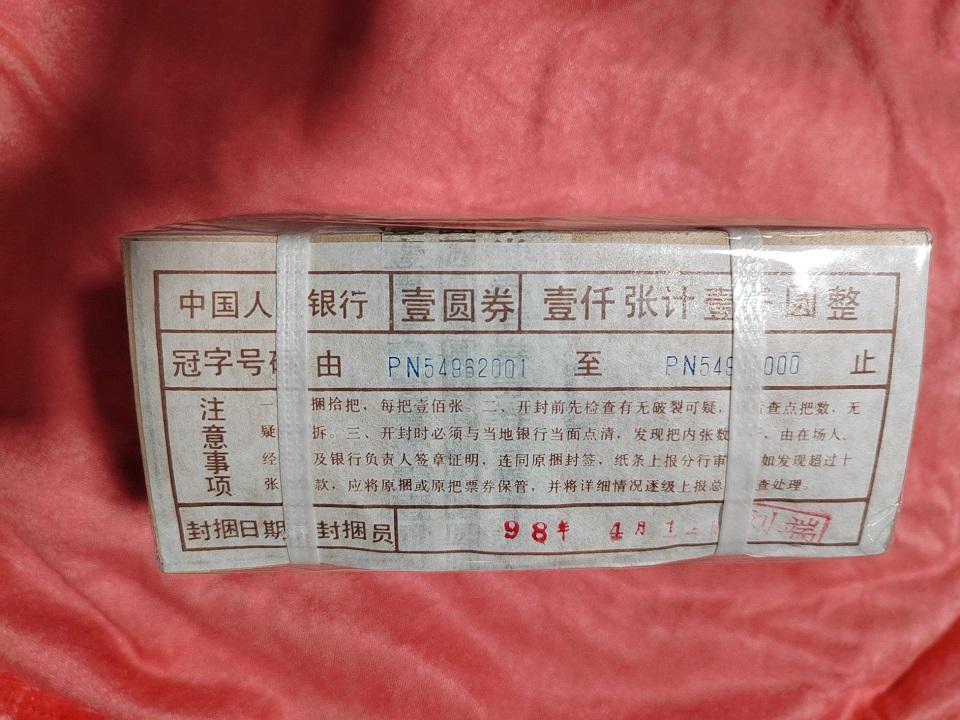 中国人 银行 壹圆券 壹仟张计壹 圆整
冠字号 由 PN54962001 至 PN549 000 止
注意事项
一 捆拾把，每把壹佰张。二、开封前先检查有无破裂可疑， 查点把数，无
疑 拆。三、开封时必须与当地银行当面点清，发现把内张数 ，由在场人、
经 及银行负责人签章证明，连同原捆封签，纸条上报分行审 如发现超过十
张 款，应将原捆或原把票券保管，并将详细情况逐级上报总 查处理。
封捆日期 封捆员 98年 4月1